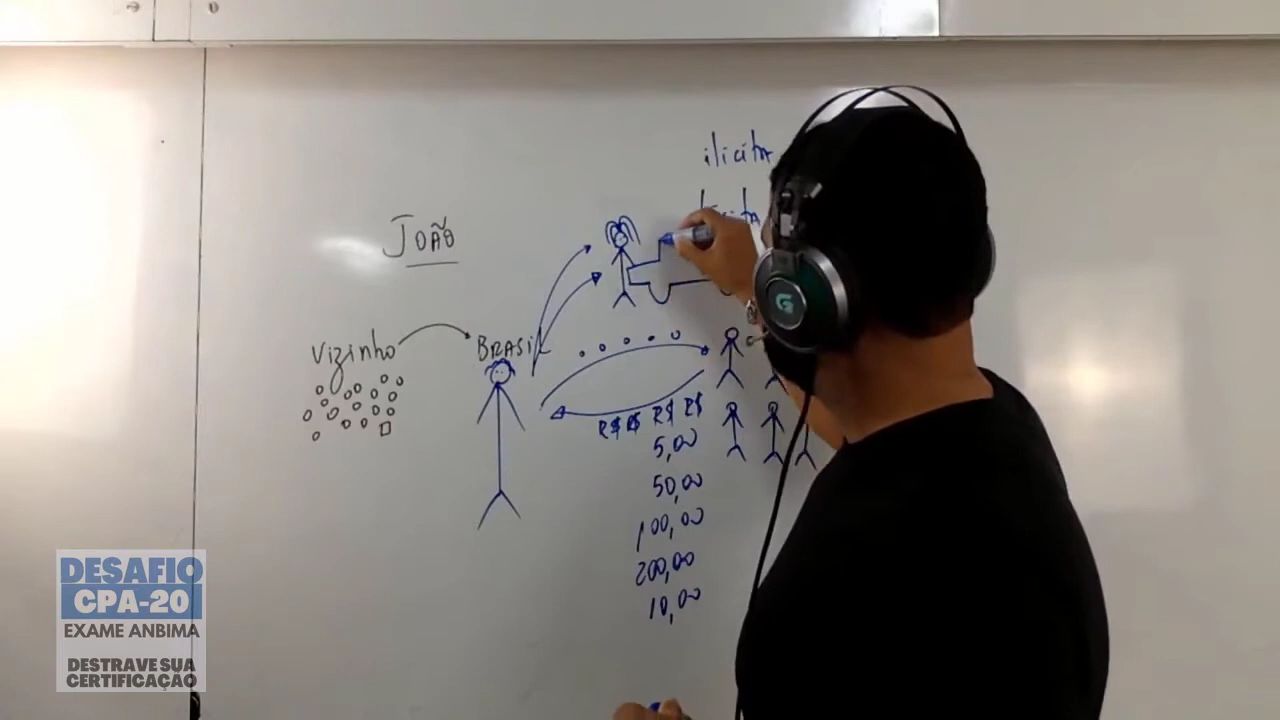 ilícita
João
Vizinho
BRASIL
R$ R$ R$ R$
5,00
50,00
100,00
200,00
10,00
DESAFIO
CPA-20
EXAME ANBIMA
DESTRAVE SUA
CERTIFICAÇÃO
G